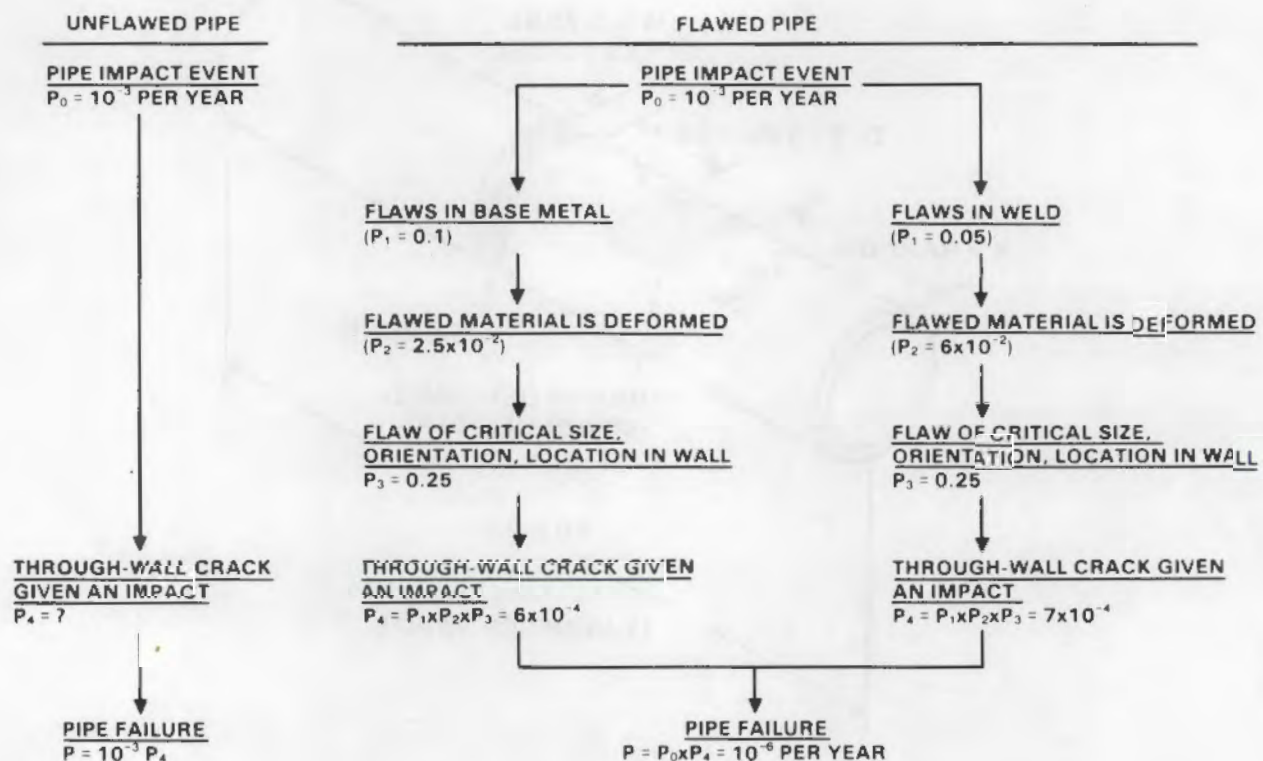 UNFLAWED PIPE
PIPE IMPACT EVENT
P₀ = 10⁻³ PER YEAR
THROUGH-WALL CRACK
GIVEN AN IMPACT
P₄ = ?
PIPE FAILURE
P = 10⁻³ P₄
FLAWED PIPE
PIPE IMPACT EVENT
P₀ = 10⁻³ PER YEAR
FLAWS IN BASE METAL
(P₁ = 0.1)
FLAWED MATERIAL IS DEFORMED
(P₂ = 2.5x10⁻²)
FLAW OF CRITICAL SIZE,
ORIENTATION, LOCATION IN WALL
P₃ = 0.25
THROUGH-WALL CRACK GIVEN
AN IMPACT
P₄ = P₁xP₂xP₃ = 6x10⁻⁴
FLAWS IN WELD
(P₁ = 0.05)
FLAWED MATERIAL IS DEFORMED
(P₂ = 6x10⁻²)
FLAW OF CRITICAL SIZE,
ORIENTATION, LOCATION IN WALL
P₃ = 0.25
THROUGH-WALL CRACK GIVEN
AN IMPACT
P₄ = P₁xP₂xP₃ = 7x10⁻⁴
PIPE FAILURE
P = P₀xP₄ = 10⁻⁶ PER YEAR